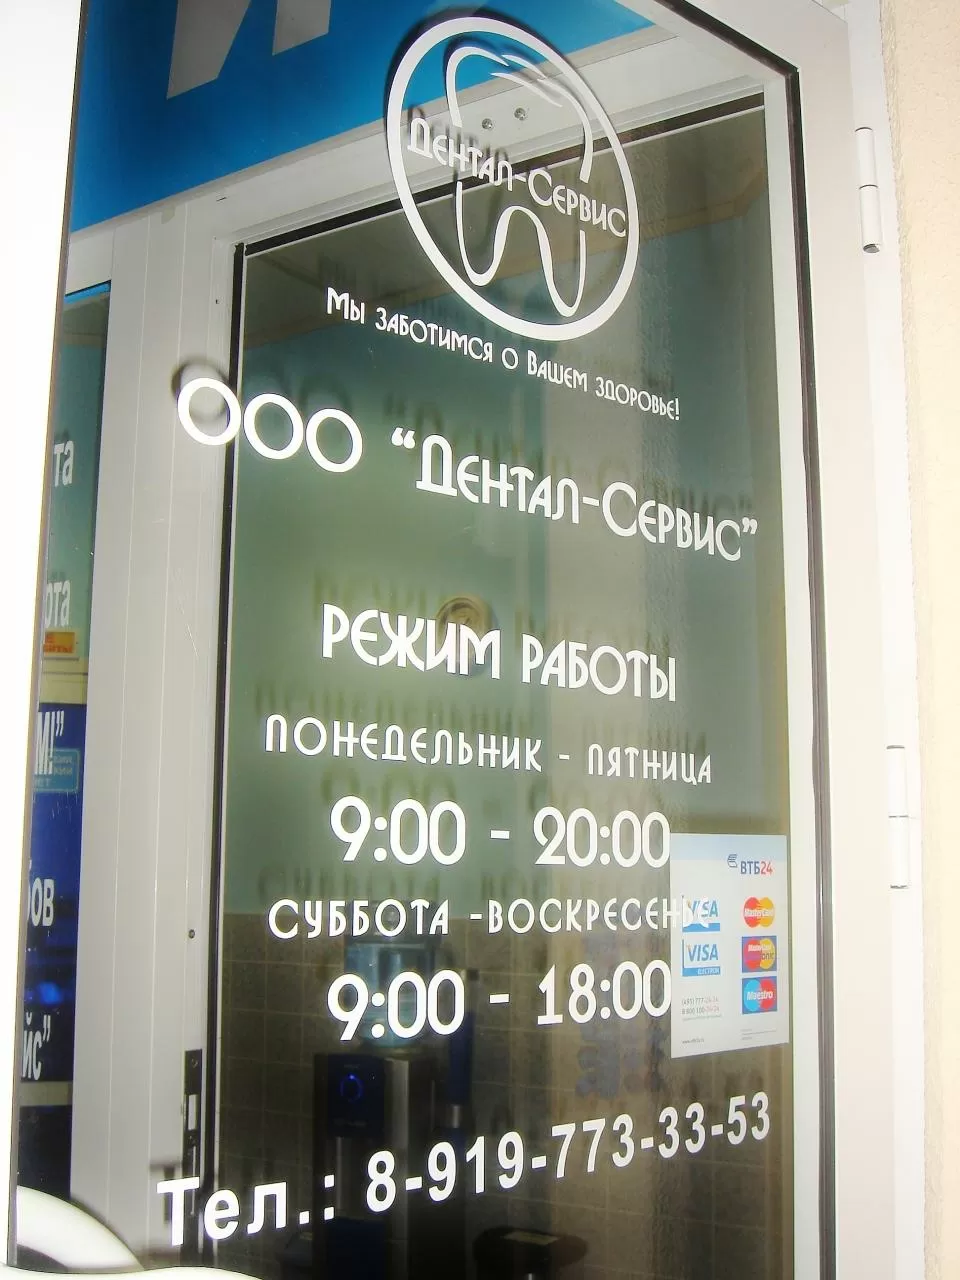 Дентал-Сервис
Мы заботимся о Вашем здоровье!
ООО “Дентал-Сервис”
РЕЖИМ РАБОТЫ
ПОНЕДЕЛЬНИК - ПЯТНИЦА
9:00 - 20:00
СУББОТА -ВОСКРЕСЕНЬЕ
9:00 - 18:00
ВТБ24
VISA MasterCard
VISA
ELECTRON
Maestro
Тел.: 8-919-773-33-53